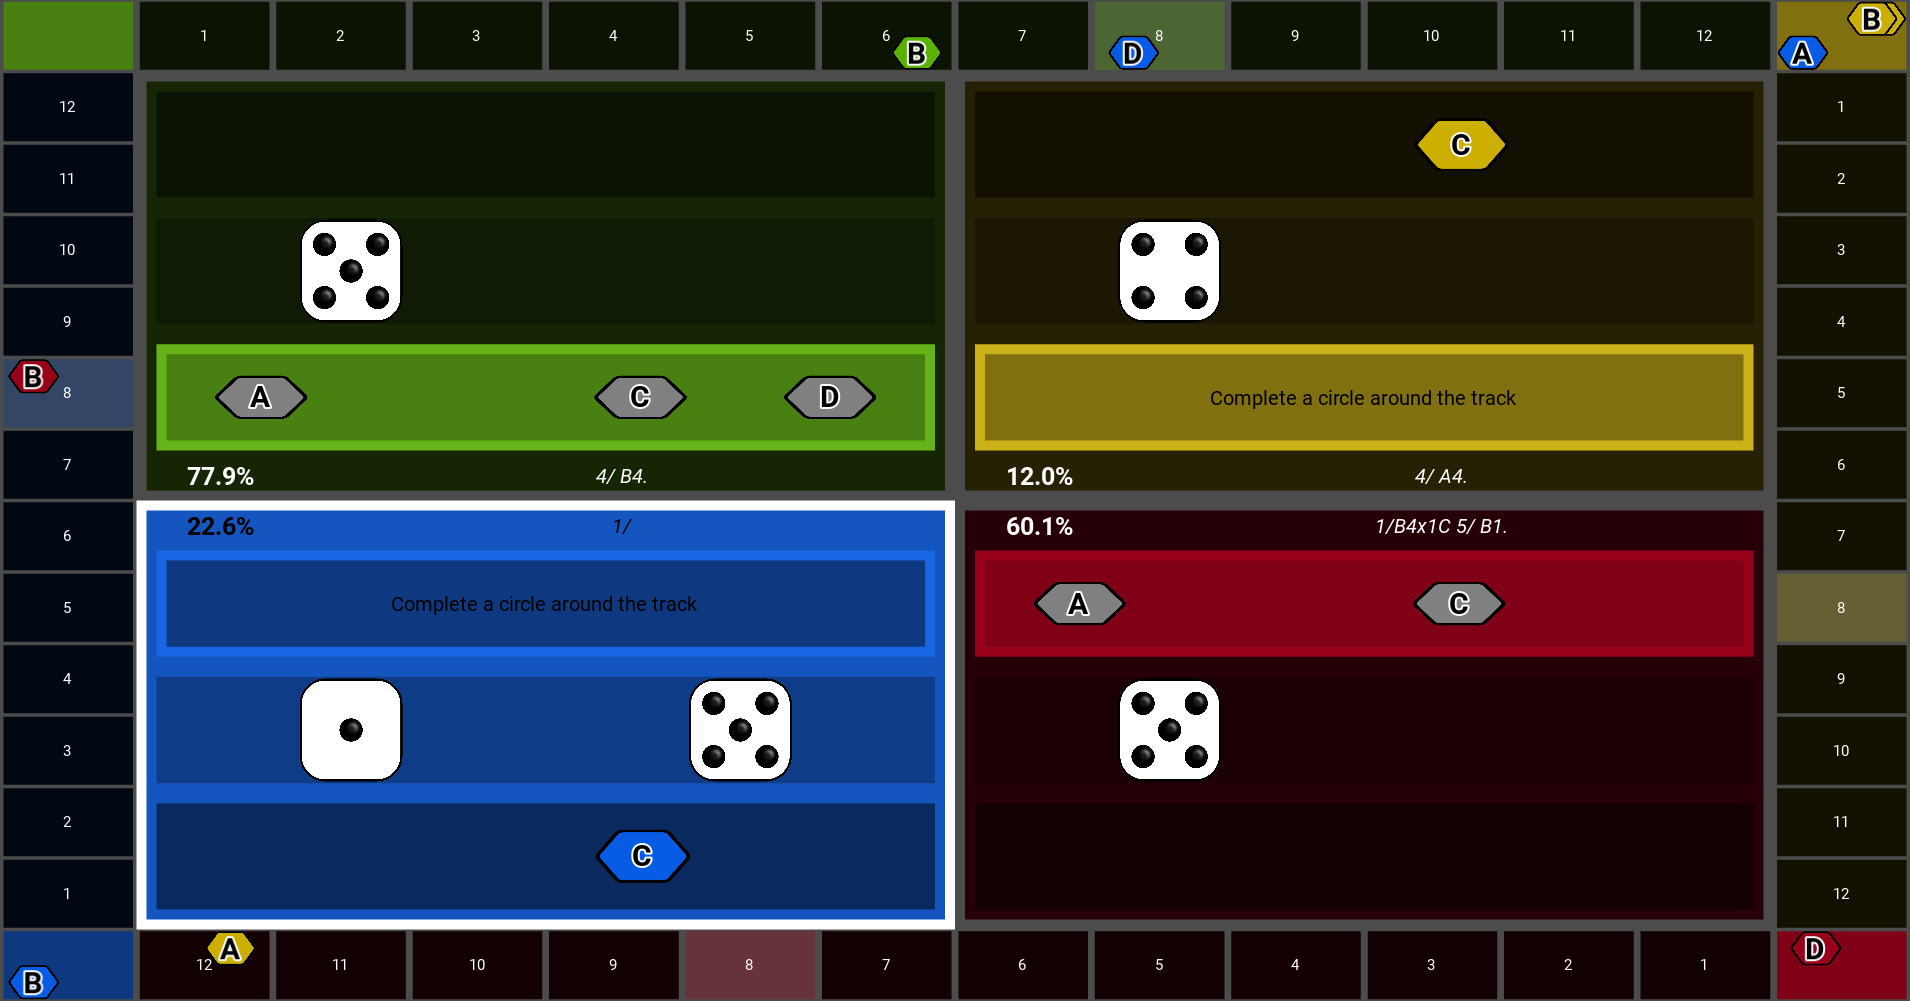 1 2 3 4 5 6 7 8 9 10 11 12
B D B A
12 1
C
11 2
10 3
9 4
B 8 5
A C D Complete a circle around the track
7 6
77.9% 4/ B4. 12.0% 4/ A4.
22.6% 1/ 60.1% 1/B4x1C 5/ B1.
6 7
5 8
Complete a circle around the track A C
4 9
3 10
2 11
C
1 12
B 12 A 11 10 9 8 7 6 5 4 3 2 1 D